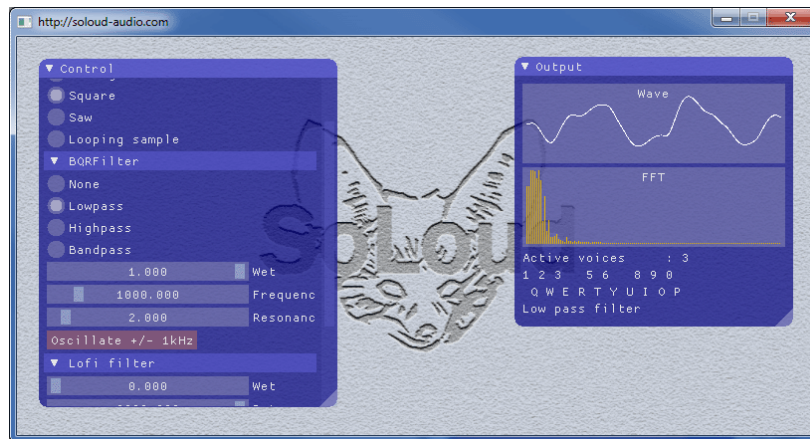 http://soloud-audio.com
Control
Square
Saw
Looping sample
BQRFilter
None
Lowpass
Highpass
Bandpass
1.000 Wet
1000.000 Frequenc
2.000 Resonanc
Oscillate +/- 1kHz
Lofi filter
0.000 Wet
SoLoud
Output
Wave
FFT
Active voices : 3
1 2 3 5 6 8 9 0
Q W E R T Y U I O P
Low pass filter